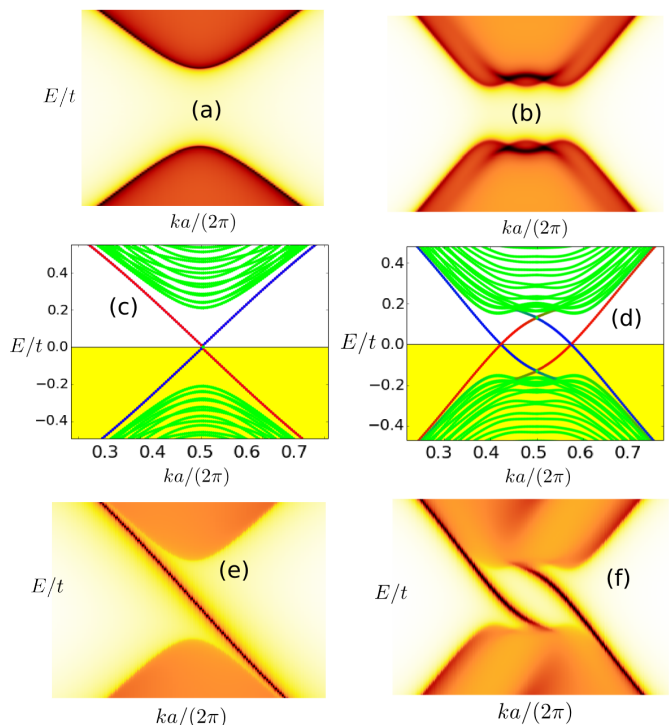 E/t
(a)
(b)
ka/(2π)
ka/(2π)
0.4
0.2
0.0
−0.2
−0.4
E/t
(c)
0.3 0.4 0.5 0.6 0.7
ka/(2π)
0.4
0.2
0.0
−0.2
−0.4
E/t
(d)
0.3 0.4 0.5 0.6 0.7
ka/(2π)
E/t
(e)
ka/(2π)
E/t
(f)
ka/(2π)